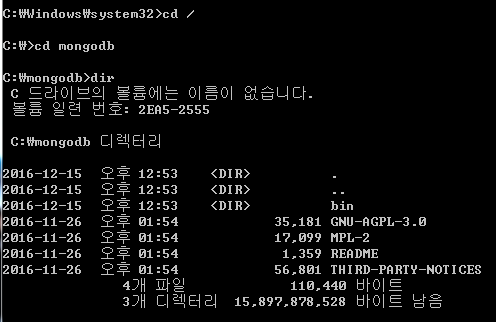 C:₩Windows₩system32>cd /
C:₩>cd mongodb
C:₩mongodb>dir
C 드라이브의 볼륨에는 이름이 없습니다.
볼륨 일련 번호: 2EA5-2555
C:₩mongodb 디렉터리
2016-12-15 오후 12:53 <DIR> .
2016-12-15 오후 12:53 <DIR> ..
2016-12-15 오후 12:53 <DIR> bin
2016-11-26 오후 01:54 35,181 GNU-AGPL-3.0
2016-11-26 오후 01:54 17,099 MPL-2
2016-11-26 오후 01:54 1,359 README
2016-11-26 오후 01:54 56,801 THIRD-PARTY-NOTICES
4개 파일 110,440 바이트
3개 디렉터리 15,897,878,528 바이트 남음